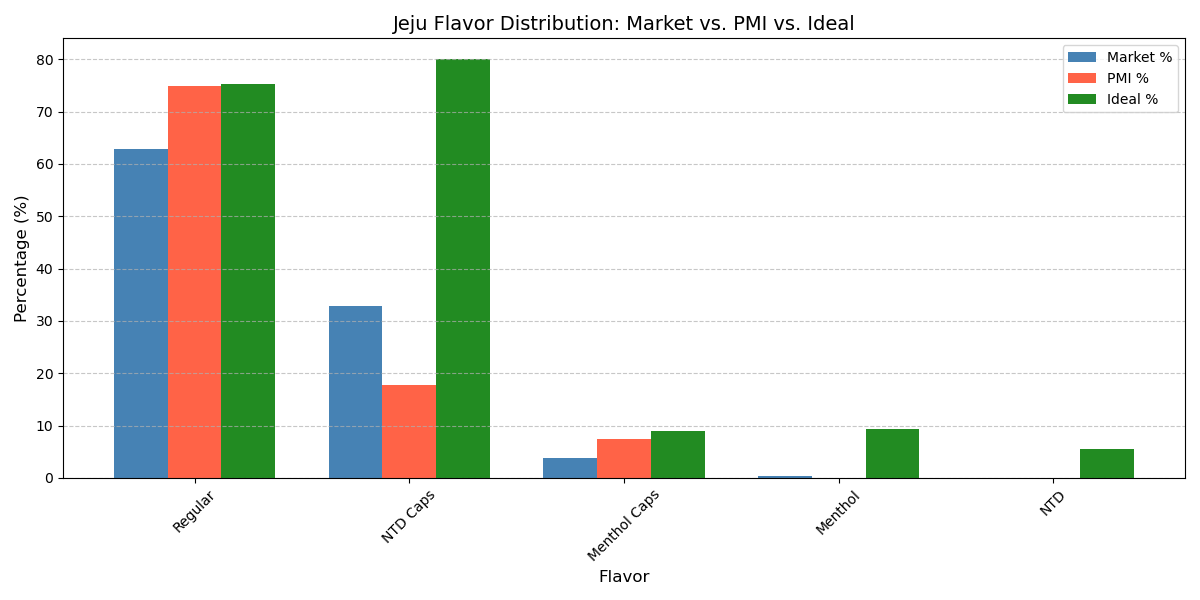 Jeju Flavor Distribution: Market vs. PMI vs. Ideal
Market %
PMI %
Ideal %
Percentage (%)
80
70
60
50
40
30
20
10
0
Regular
NTD Caps
Menthol Caps
Menthol
NTD
Flavor